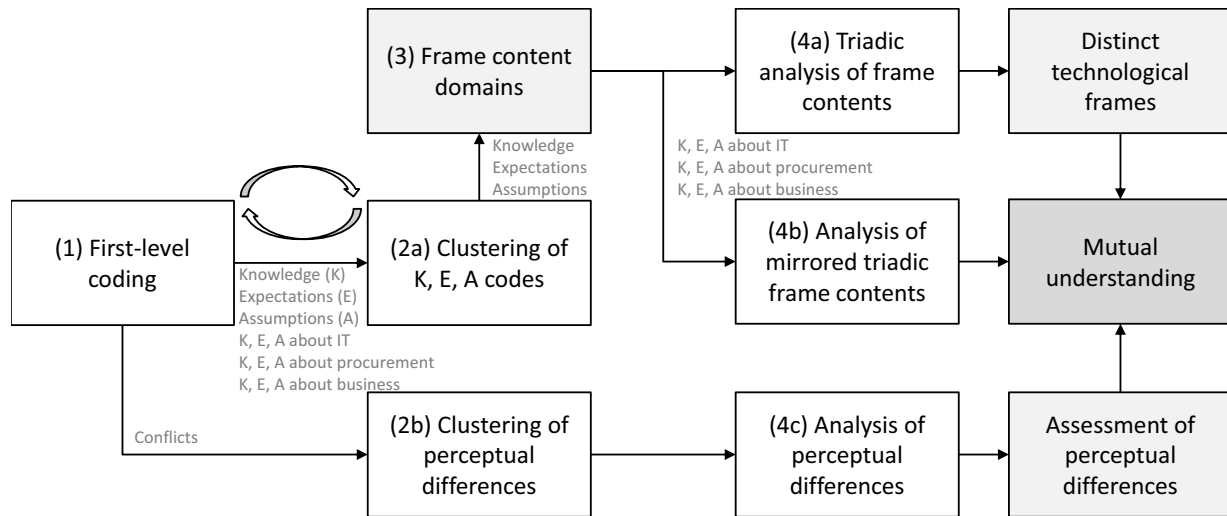 (3) Frame content
domains
(4a) Triadic
analysis of frame
contents
Distinct
technological
frames
Knowledge
Expectations
Assumptions
K, E, A about IT
K, E, A about procurement
K, E, A about business
(1) First-level
coding
Knowledge (K)
Expectations (E)
Assumptions (A)
K, E, A about IT
K, E, A about procurement
K, E, A about business
(2a) Clustering of
K, E, A codes
(4b) Analysis of
mirrored triadic
frame contents
Mutual
understanding
Conflicts
(2b) Clustering of
perceptual
differences
(4c) Analysis of
perceptual
differences
Assessment of
perceptual
differences